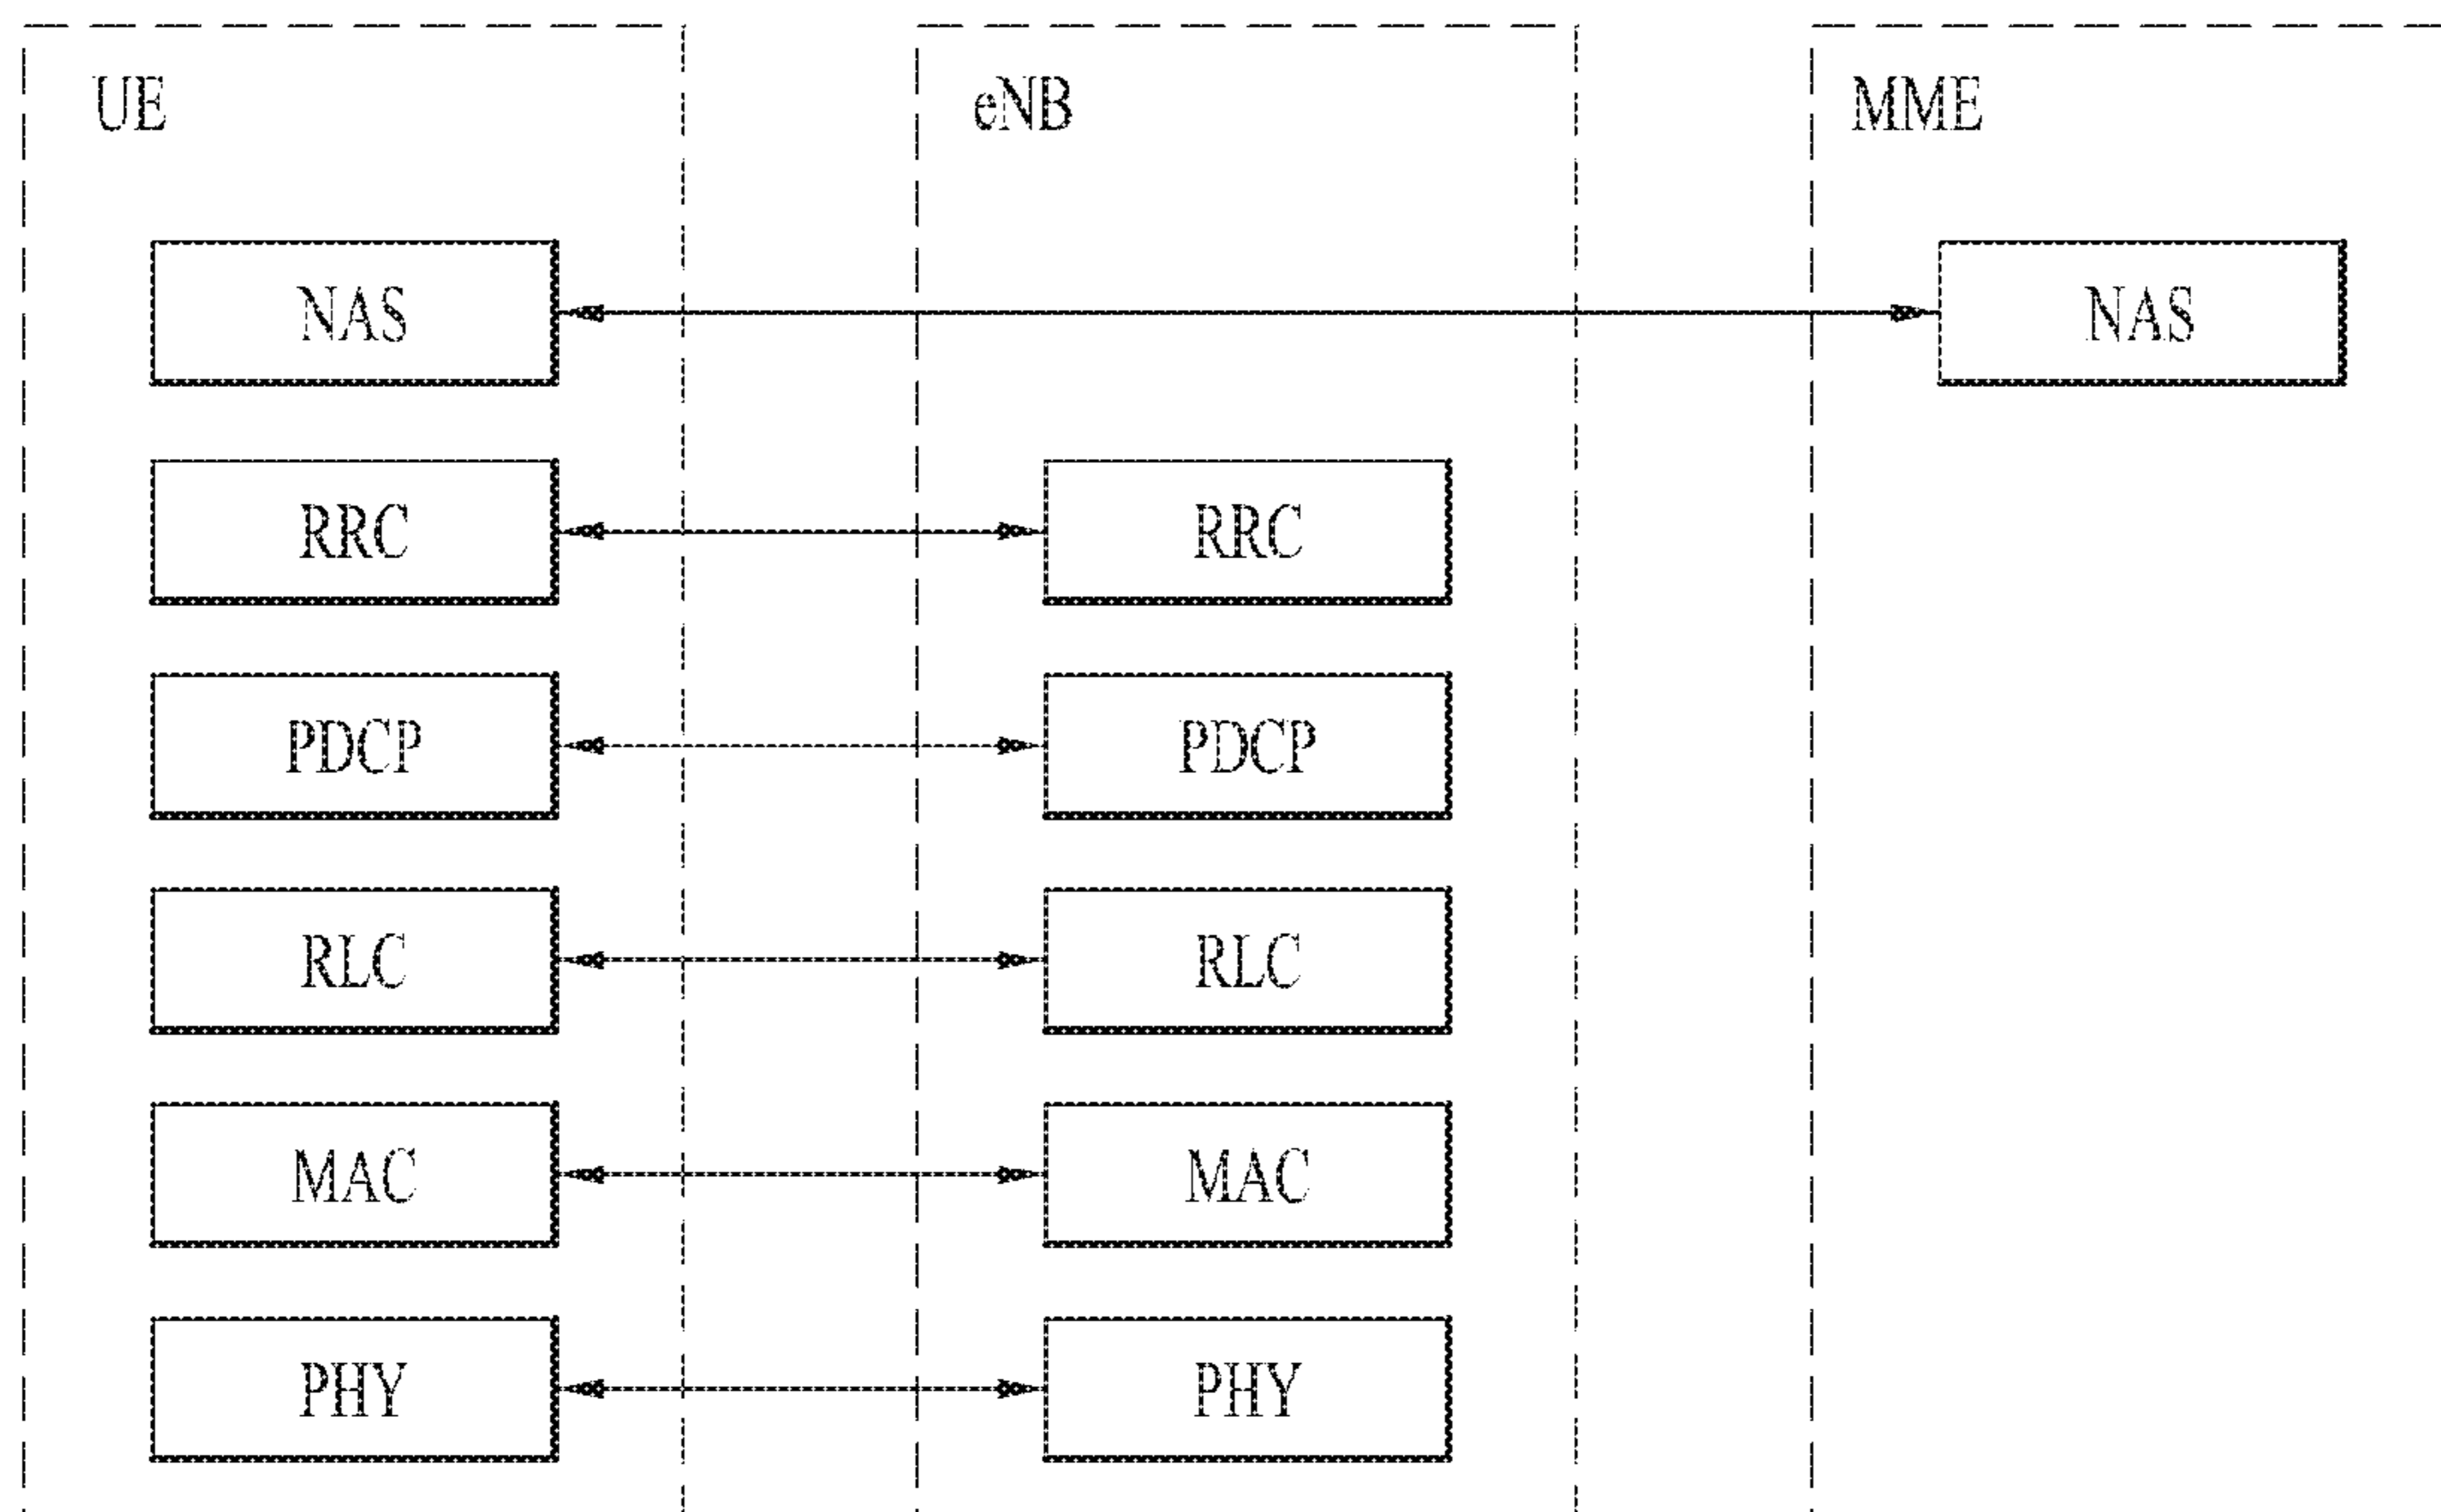 UE eNB MME
NAS NAS
RRC RRC
PDCP PDCP
RLC RLC
MAC MAC
PHY PHY